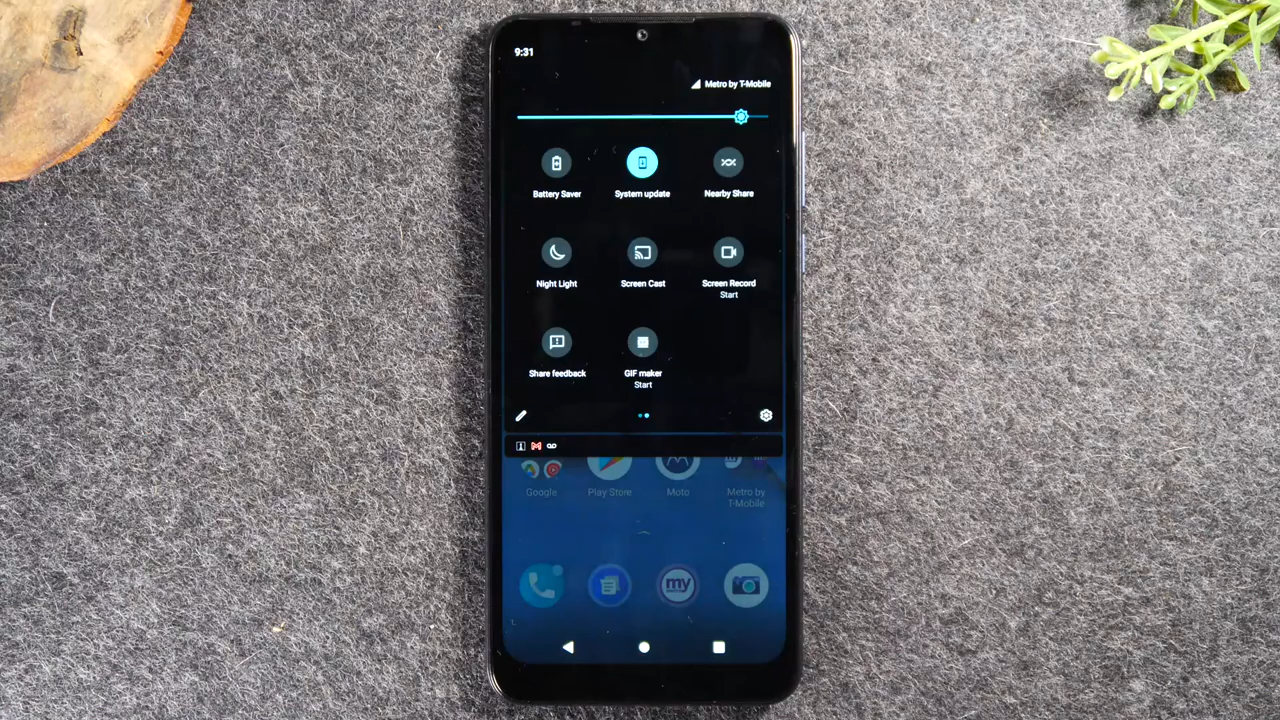 9:31
Metro by T-Mobile
Battery Saver
System update
Nearby Share
Night Light
Screen Cast
Screen Record
Start
Share feedback
GIF maker
Start
Google
Play Store
Moto
Metro by
T-Mobile
my